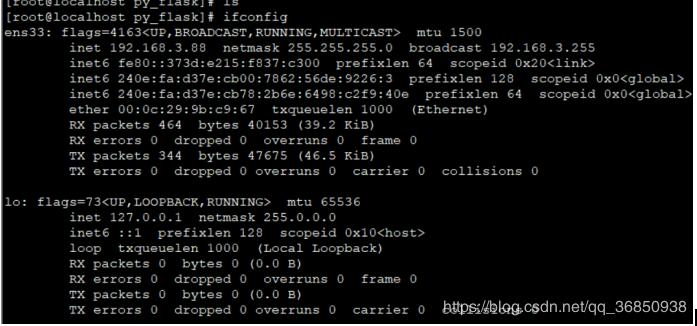 [root@localhost py_flask]# ls
[root@localhost py_flask]# ifconfig
ens33: flags=4163<UP,BROADCAST,RUNNING,MULTICAST>  mtu 1500
inet 192.168.3.88  netmask 255.255.255.0  broadcast 192.168.3.255
inet6 fe80::373d:e215:f837:c300  prefixlen 64  scopeid 0x20<link>
inet6 240e:fa:d37e:cb00:7862:56de:9226:3  prefixlen 128  scopeid 0x0<global>
inet6 240e:fa:d37e:cb78:2b6e:6498:c2f9:40e  prefixlen 64  scopeid 0x0<global>
ether 00:0c:29:9b:c9:67  txqueuelen 1000  (Ethernet)
RX packets 464  bytes 40153 (39.2 KiB)
RX errors 0  dropped 0  overruns 0  frame 0
TX packets 344  bytes 47675 (46.5 KiB)
TX errors 0  dropped 0 overruns 0  carrier 0  collisions 0
lo: flags=73<UP,LOOPBACK,RUNNING>  mtu 65536
inet 127.0.0.1  netmask 255.0.0.0
inet6 ::1  prefixlen 128  scopeid 0x10<host>
loop  txqueuelen 1000  (Local Loopback)
RX packets 0  bytes 0 (0.0 B)
RX errors 0  dropped 0  overruns 0  frame 0
TX packets 0  bytes 0 (0.0 B)
TX errors 0  dropped 0 overruns 0  carrier 0  collisions 0
https://blog.csdn.net/qq_36850938